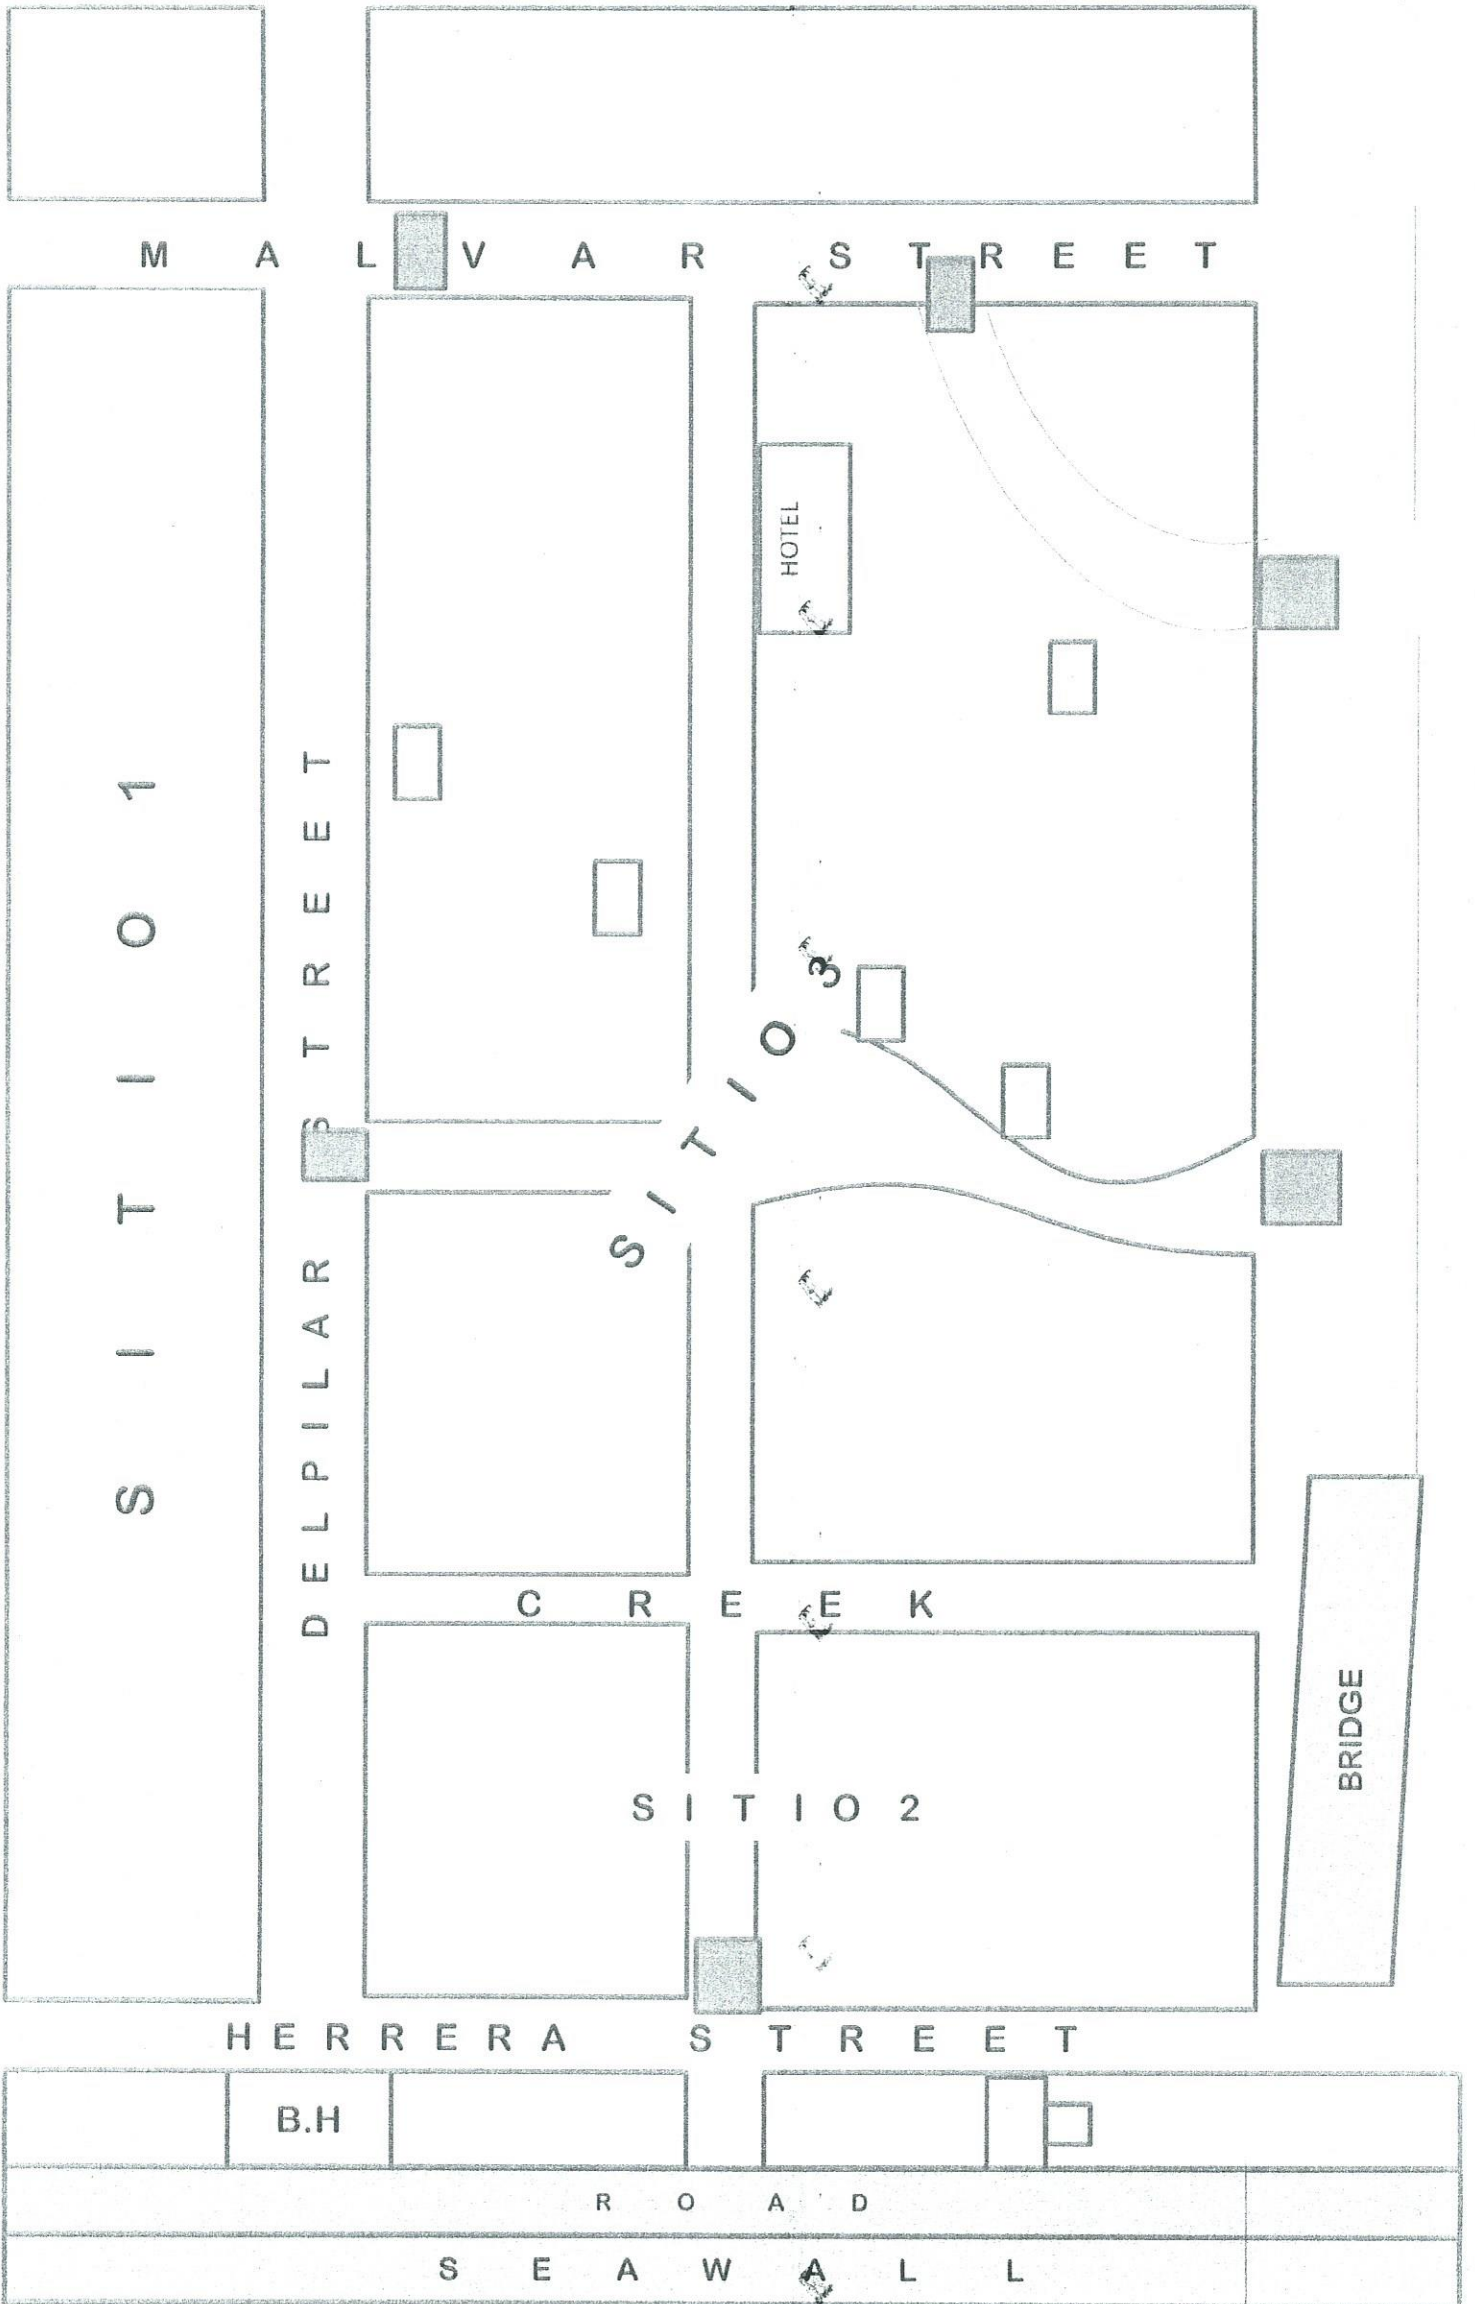 MALVAR STREET
HOTEL
SITIO 1
DELPILAR STREET
SITIO 3
CREEK
BRIDGE
SITIO 2
HERRERA STREET
B.H
ROAD
SEAWALL